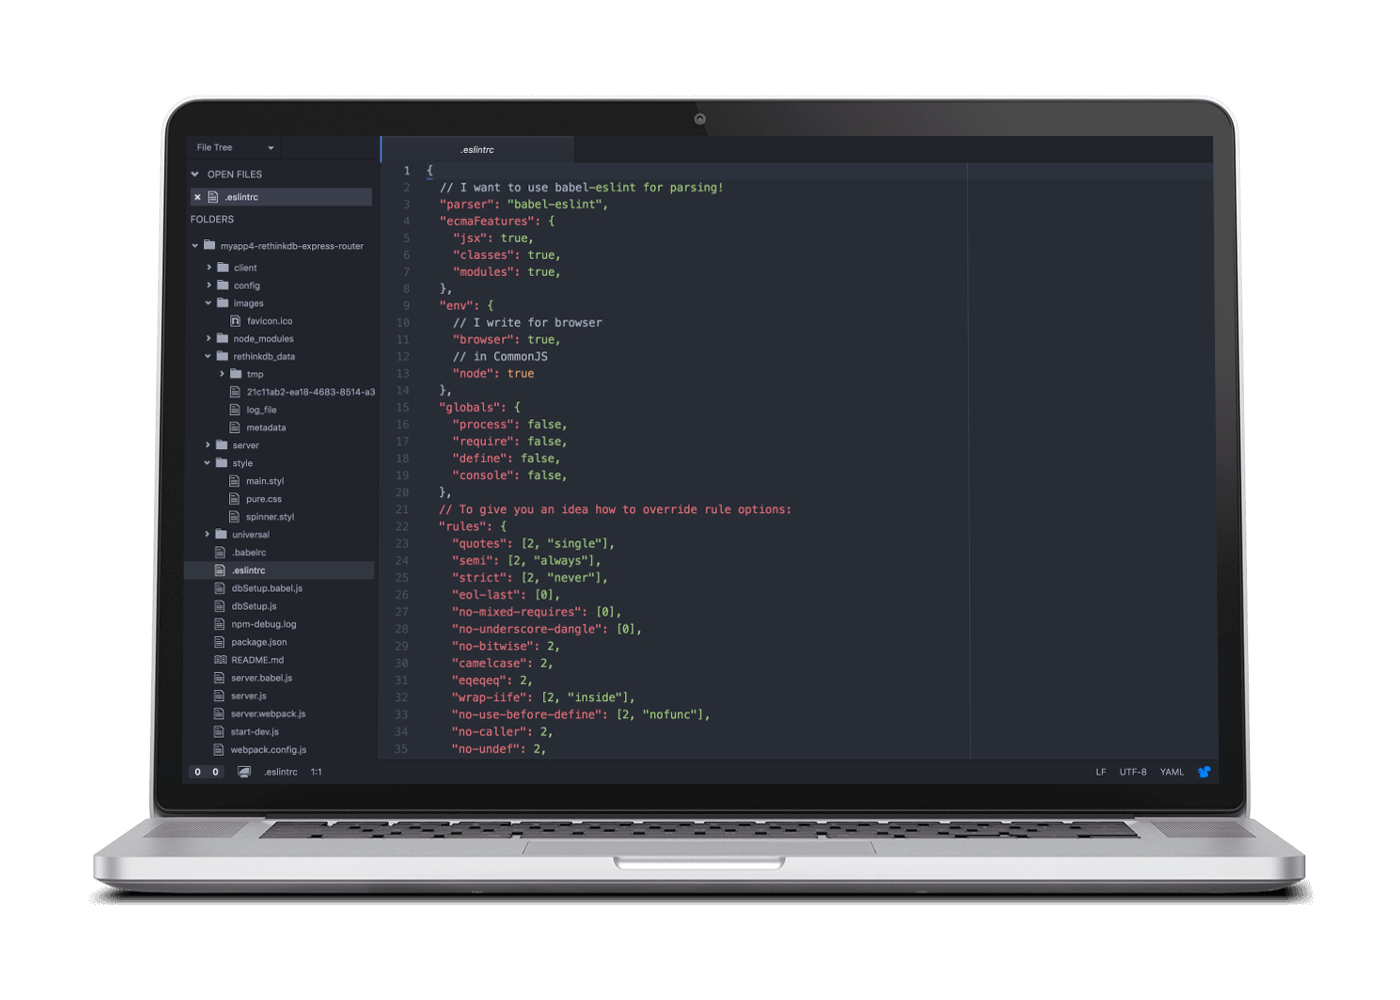 File Tree
OPEN FILES
.eslintrc
FOLDERS
myapp4-rethinkdb-express-router
client
config
images
favicon.ico
node_modules
rethinkdb_data
tmp
21c11ab2-ea18-4683-8514-a3
log_file
metadata
server
style
main.styl
pure.css
spinner.styl
universal
.babelrc
.eslintrc
dbSetup.babel.js
dbSetup.js
npm-debug.log
package.json
README.md
server.babel.js
server.js
server.webpack.js
start-dev.js
webpack.config.js
.eslintrc
1 {
2 // I want to use babel-eslint for parsing!
3 "parser": "babel-eslint",
4 "ecmaFeatures": {
5 "jsx": true,
6 "classes": true,
7 "modules": true,
8 },
9 "env": {
10 // I write for browser
11 "browser": true,
12 // in CommonJS
13 "node": true
14 },
15 "globals": {
16 "process": false,
17 "require": false,
18 "define": false,
19 "console": false,
20 },
21 // To give you an idea how to override rule options:
22 "rules": {
23 "quotes": [2, "single"],
24 "semi": [2, "always"],
25 "strict": [2, "never"],
26 "eol-last": [0],
27 "no-mixed-requires": [0],
28 "no-underscore-dangle": [0],
29 "no-bitwise": 2,
30 "camelcase": 2,
31 "eqeqeq": 2,
32 "wrap-iife": [2, "inside"],
33 "no-use-before-define": [2, "nofunc"],
34 "no-caller": 2,
35 "no-undef": 2,
0 0 .eslintrc 1:1 LF UTF-8 YAML